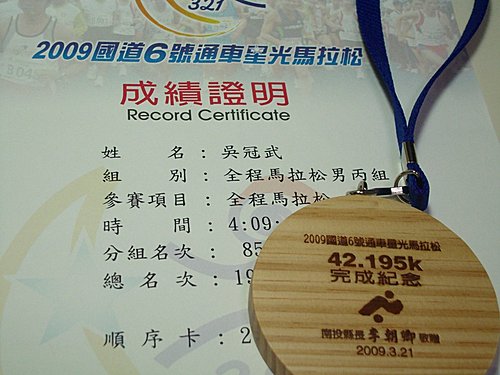 3.21
2009國道6號通車星光馬拉松
成績證明
Record Certificate
姓 名：吳冠武
組 別：全程馬拉松男丙組
參賽項目：全程馬拉松
時 間：4:09:
分組名次：85
總 名 次：19
順 序 卡：2
2009國道6號通車星光馬拉松
42.195k
完成紀念
南投縣長 李朝卿 敬贈
2009.3.21